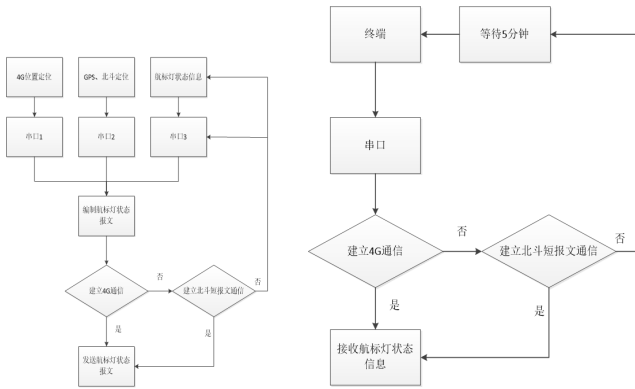 4G位置定位
GPS、北斗定位
航标灯状态信息
串口1
串口2
串口3
编制航标灯状态
报文
建立4G通信
否
建立北斗短报文通信
否
是
是
发送航标灯状态
报文
终端
等待5分钟
串口
建立4G通信
否
建立北斗短报文通信
否
是
是
接收航标灯状态
信息